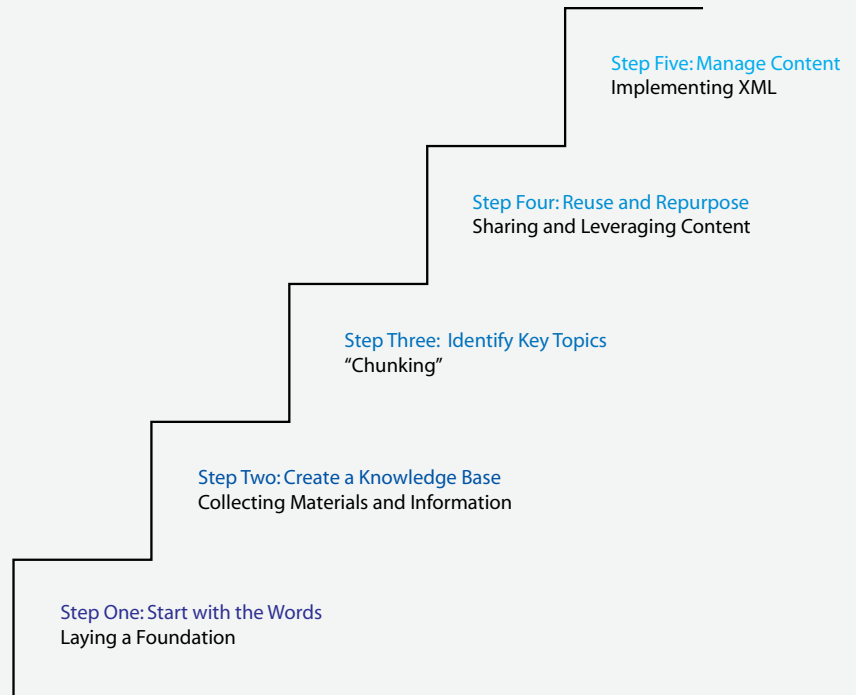 Step Five: Manage Content
Implementing XML
Step Four: Reuse and Repurpose
Sharing and Leveraging Content
Step Three: Identify Key Topics
“Chunking”
Step Two: Create a Knowledge Base
Collecting Materials and Information
Step One: Start with the Words
Laying a Foundation